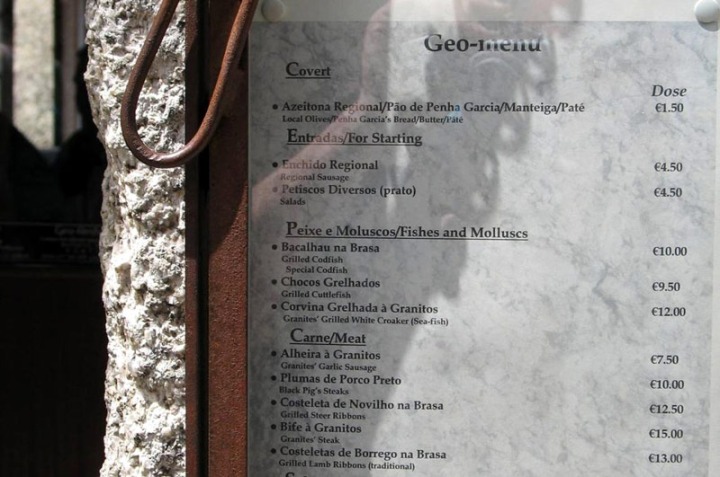 Geo-menu
Covert
Dose
• Azeitona Regional/Pão de Penha Garcia/Manteiga/Paté €1.50
Local Olives/Penha Garcia's Bread/Butter/Pâté
Entradas/For Starting
• Enchido Regional €4.50
Regional Sausage
• Petiscos Diversos (prato) €4.50
Salads
Peixe e Moluscos/Fishes and Molluscs
• Bacalhau na Brasa €10.00
Grilled Codfish
Special Codfish
• Chocos Grelhados €9.50
Grilled Cuttlefish
• Corvina Grelhada à Granitos €12.00
Granites' Grilled White Croaker (Sea-fish)
Carne/Meat
• Alheira à Granitos €7.50
Granites' Garlic Sausage
• Plumas de Porco Preto €10.00
Black Pig's Steaks
• Costeleta de Novilho na Brasa €12.50
Grilled Steer Ribbons
• Bife à Granitos €15.00
Granites' Steak
• Costeletas de Borrego na Brasa €13.00
Grilled Lamb Ribbons (traditional)